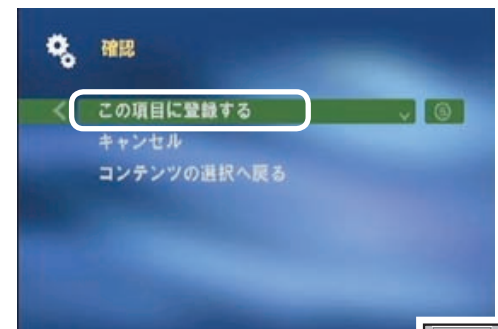 確認
この項目に登録する
キャンセル
コンテンツの選択へ戻る